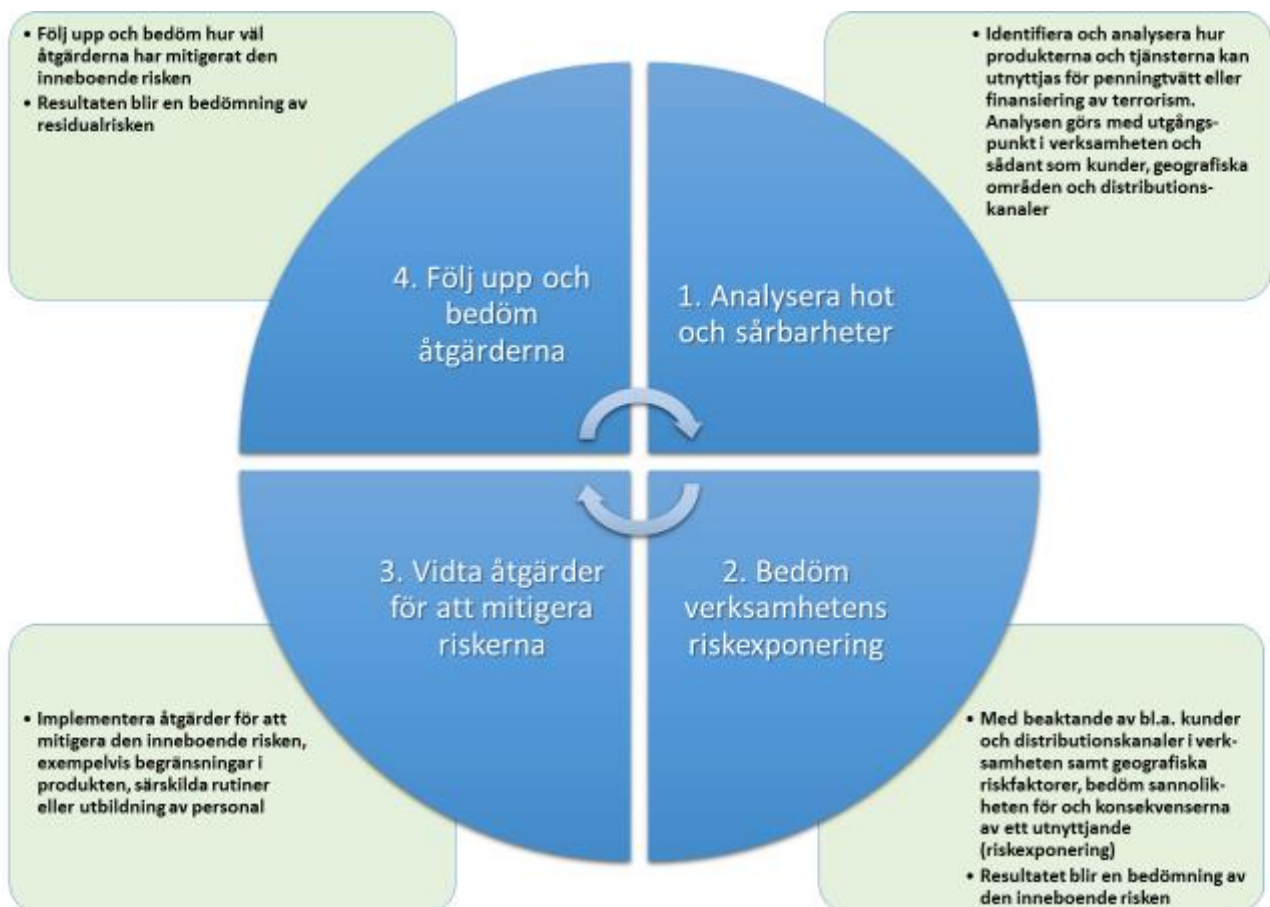 • Följ upp och bedöm hur väl
åtgärderna har mitigerat den
inneboende risken
• Resultaten blir en bedömning av
residualrisken
• Identifiera och analysera hur
produkterna och tjänsterna kan
utnyttjas för penningtvätt eller
finansiering av terrorism.
Analysen görs med utgångs-
punkt i verksamheten och
sådant som kunder, geografiska
områden och distributions-
kanaler
4. Följ upp och
bedöm
åtgärderna
1. Analysera hot
och sårbarheter
3. Vidta åtgärder
för att mitigera
riskerna
2. Bedöm
verksamhetens
riskexponering
• Implementera åtgärder för att
mitigera den inneboende risken,
exempelvis begränsningar i
produkten, särskilda rutiner
eller utbildning av personal
• Med beaktande av bl.a. kunder
och distributionskanaler i verk-
samheten samt geografiska
riskfaktorer, bedöm sannolik-
heten för och konsekvenserna
av ett utnyttjande
(riskexponering)
• Resultatet blir en bedömning av
den inneboende risken